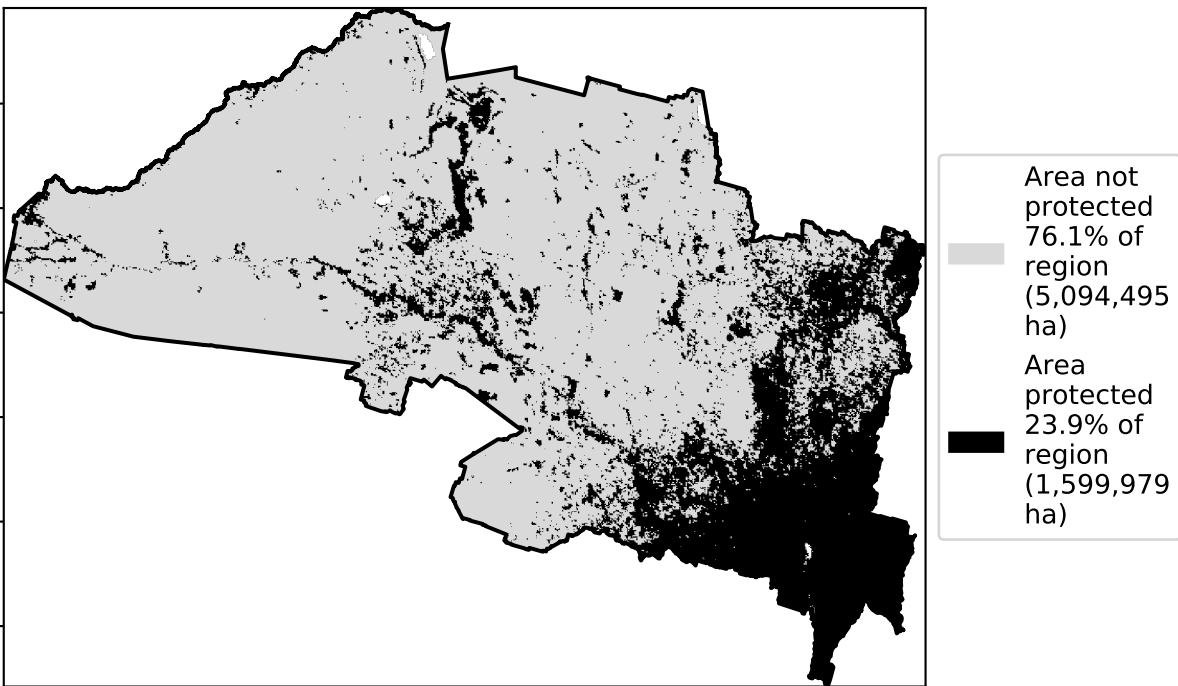 Area not
protected
76.1% of
region
(5,094,495
ha)
Area
protected
23.9% of
region
(1,599,979
ha)